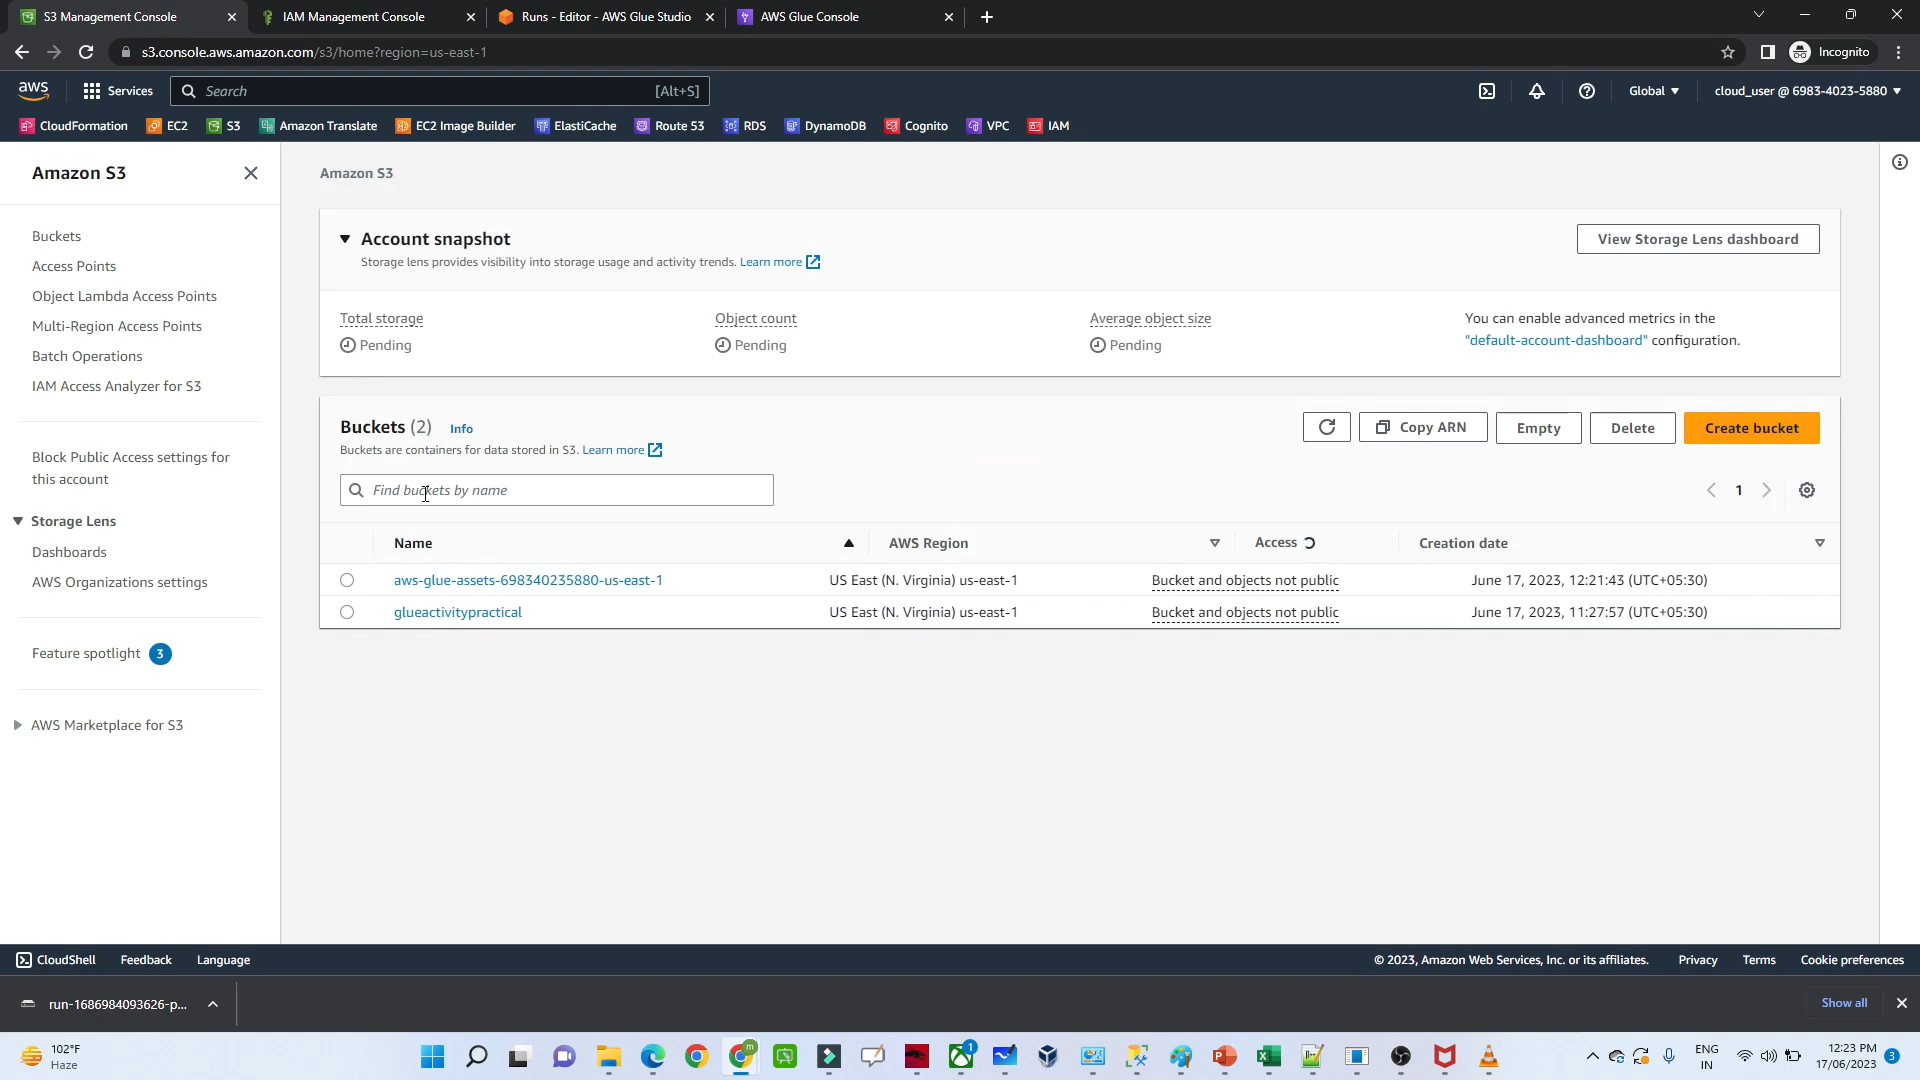 S3 Management Console
IAM Management Console
Runs - Editor - AWS Glue Studio
AWS Glue Console
s3.console.aws.amazon.com/s3/home?region=us-east-1
Incognito
aws
Services
Search
[Alt+S]
Global
cloud_user @ 6983-4023-5880
CloudFormation
EC2
S3
Amazon Translate
EC2 Image Builder
ElastiCache
Route 53
RDS
DynamoDB
Cognito
VPC
IAM
Amazon S3
Buckets
Access Points
Object Lambda Access Points
Multi-Region Access Points
Batch Operations
IAM Access Analyzer for S3
Block Public Access settings for
this account
Storage Lens
Dashboards
AWS Organizations settings
Feature spotlight 3
AWS Marketplace for S3
Amazon S3
Account snapshot
Storage lens provides visibility into storage usage and activity trends. Learn more
View Storage Lens dashboard
Total storage
Pending
Object count
Pending
Average object size
Pending
You can enable advanced metrics in the
"default-account-dashboard" configuration.
Buckets (2) Info
Buckets are containers for data stored in S3. Learn more
Copy ARN
Empty
Delete
Create bucket
Find buckets by name
1
Name
AWS Region
Access
Creation date
aws-glue-assets-698340235880-us-east-1
US East (N. Virginia) us-east-1
Bucket and objects not public
June 17, 2023, 12:21:43 (UTC+05:30)
glueactivitypractical
US East (N. Virginia) us-east-1
Bucket and objects not public
June 17, 2023, 11:27:57 (UTC+05:30)
CloudShell
Feedback
Language
© 2023, Amazon Web Services, Inc. or its affiliates.
Privacy
Terms
Cookie preferences
run-1686984093626-p...
Show all
102°F
Haze
m
1
ENG
IN
12:23 PM
17/06/2023
3